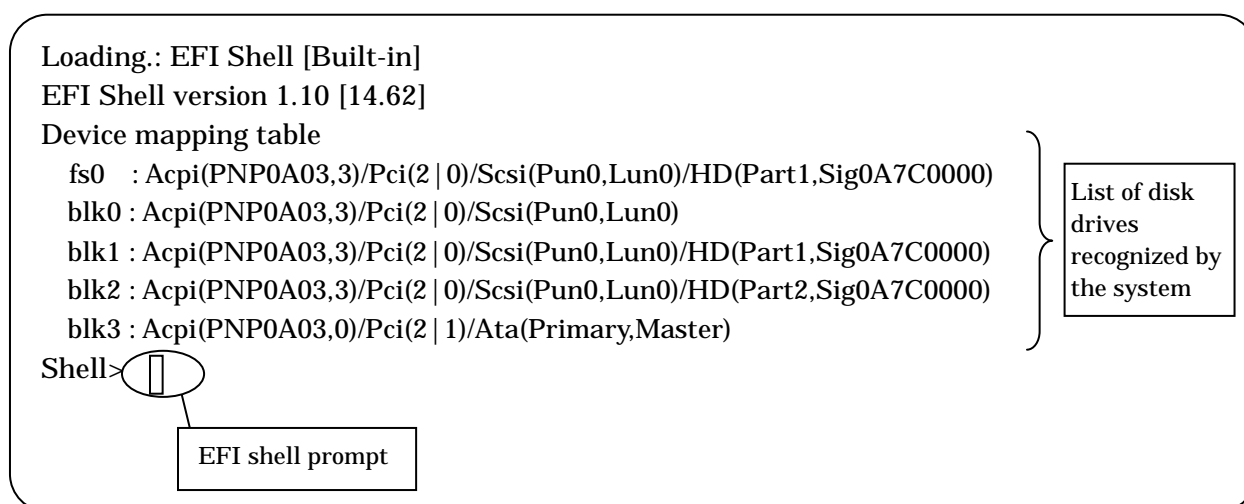 Loading.: EFI Shell [Built-in]
EFI Shell version 1.10 [14.62]
Device mapping table
fs0 : Acpi(PNP0A03,3)/Pci(2|0)/Scsi(Pun0,Lun0)/HD(Part1,Sig0A7C0000)
blk0 : Acpi(PNP0A03,3)/Pci(2|0)/Scsi(Pun0,Lun0)
blk1 : Acpi(PNP0A03,3)/Pci(2|0)/Scsi(Pun0,Lun0)/HD(Part1,Sig0A7C0000)
blk2 : Acpi(PNP0A03,3)/Pci(2|0)/Scsi(Pun0,Lun0)/HD(Part2,Sig0A7C0000)
blk3 : Acpi(PNP0A03,0)/Pci(2|1)/Ata(Primary,Master)
Shell>
List of disk
drives
recognized by
the system
EFI shell prompt